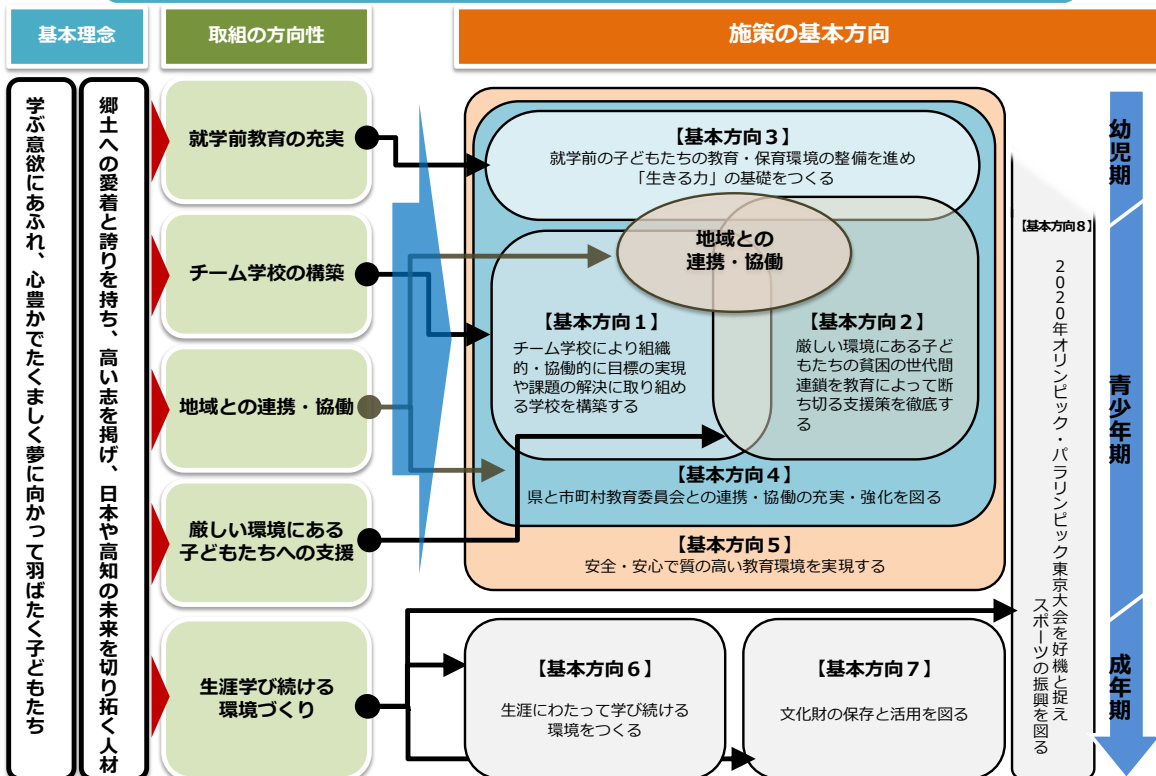 基本理念
取組の方向性
施策の基本方向
学ぶ意欲にあふれ、心豊かでたくましく夢に向かって羽ばたく子どもたち
郷土への愛着と誇りを持ち、高い志を掲げ、日本や高知の未来を切り拓く人材
就学前教育の充実
チーム学校の構築
地域との連携・協働
厳しい環境にある
子どもたちへの支援
生涯学び続ける
環境づくり
【基本方向3】
就学前の子どもたちの教育・保育環境の整備を進め
「生きる力」の基礎をつくる
地域との
連携・協働
【基本方向1】
チーム学校により組織
的・協働的に目標の実現
や課題の解決に取り組め
る学校を構築する
【基本方向2】
厳しい環境にある子ど
もたちの貧困の世代間
連鎖を教育によって断
ち切る支援策を徹底す
る
【基本方向4】
県と市町村教育委員会との連携・協働の充実・強化を図る
【基本方向5】
安全・安心で質の高い教育環境を実現する
【基本方向6】
生涯にわたって学び続ける
環境をつくる
【基本方向7】
文化財の保存と活用を図る
【基本方向8】
2020年オリンピック・パラリンピック東京大会を好機と捉え
スポーツの振興を図る
幼児期
青少年期
成年期